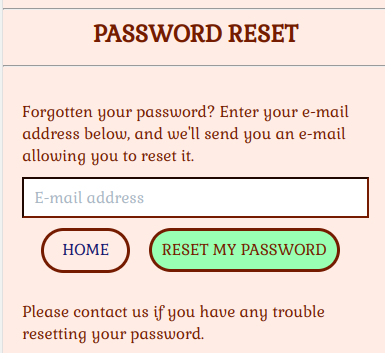 PASSWORD RESET
Forgotten your password? Enter your e-mail
address below, and we'll send you an e-mail
allowing you to reset it.
E-mail address
HOME RESET MY PASSWORD
Please contact us if you have any trouble
resetting your password.